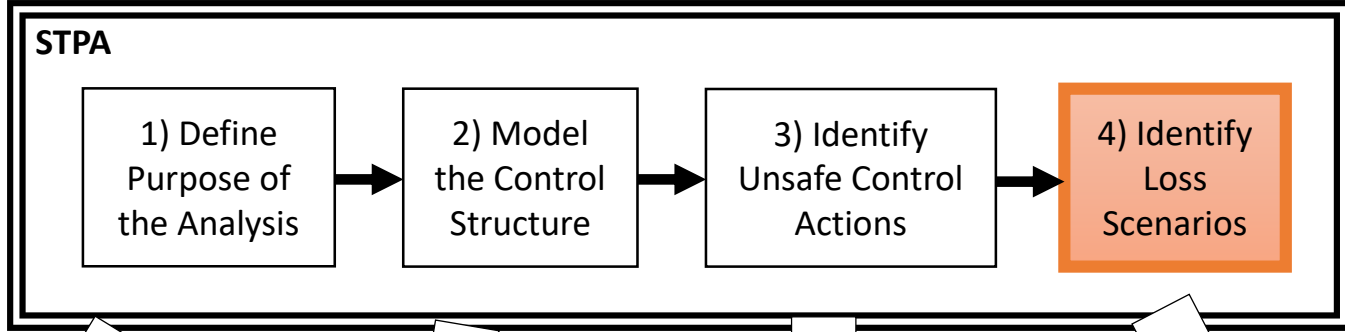 STPA
1) Define
Purpose of
the Analysis
2) Model
the Control
Structure
3) Identify
Unsafe Control
Actions
4) Identify
Loss
Scenarios